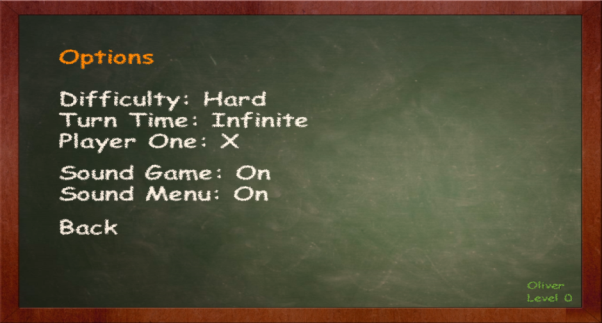 Options
Difficulty: Hard
Turn Time: Infinite
Player One: X
Sound Game: On
Sound Menu: On
Back
Oliver
Level 0